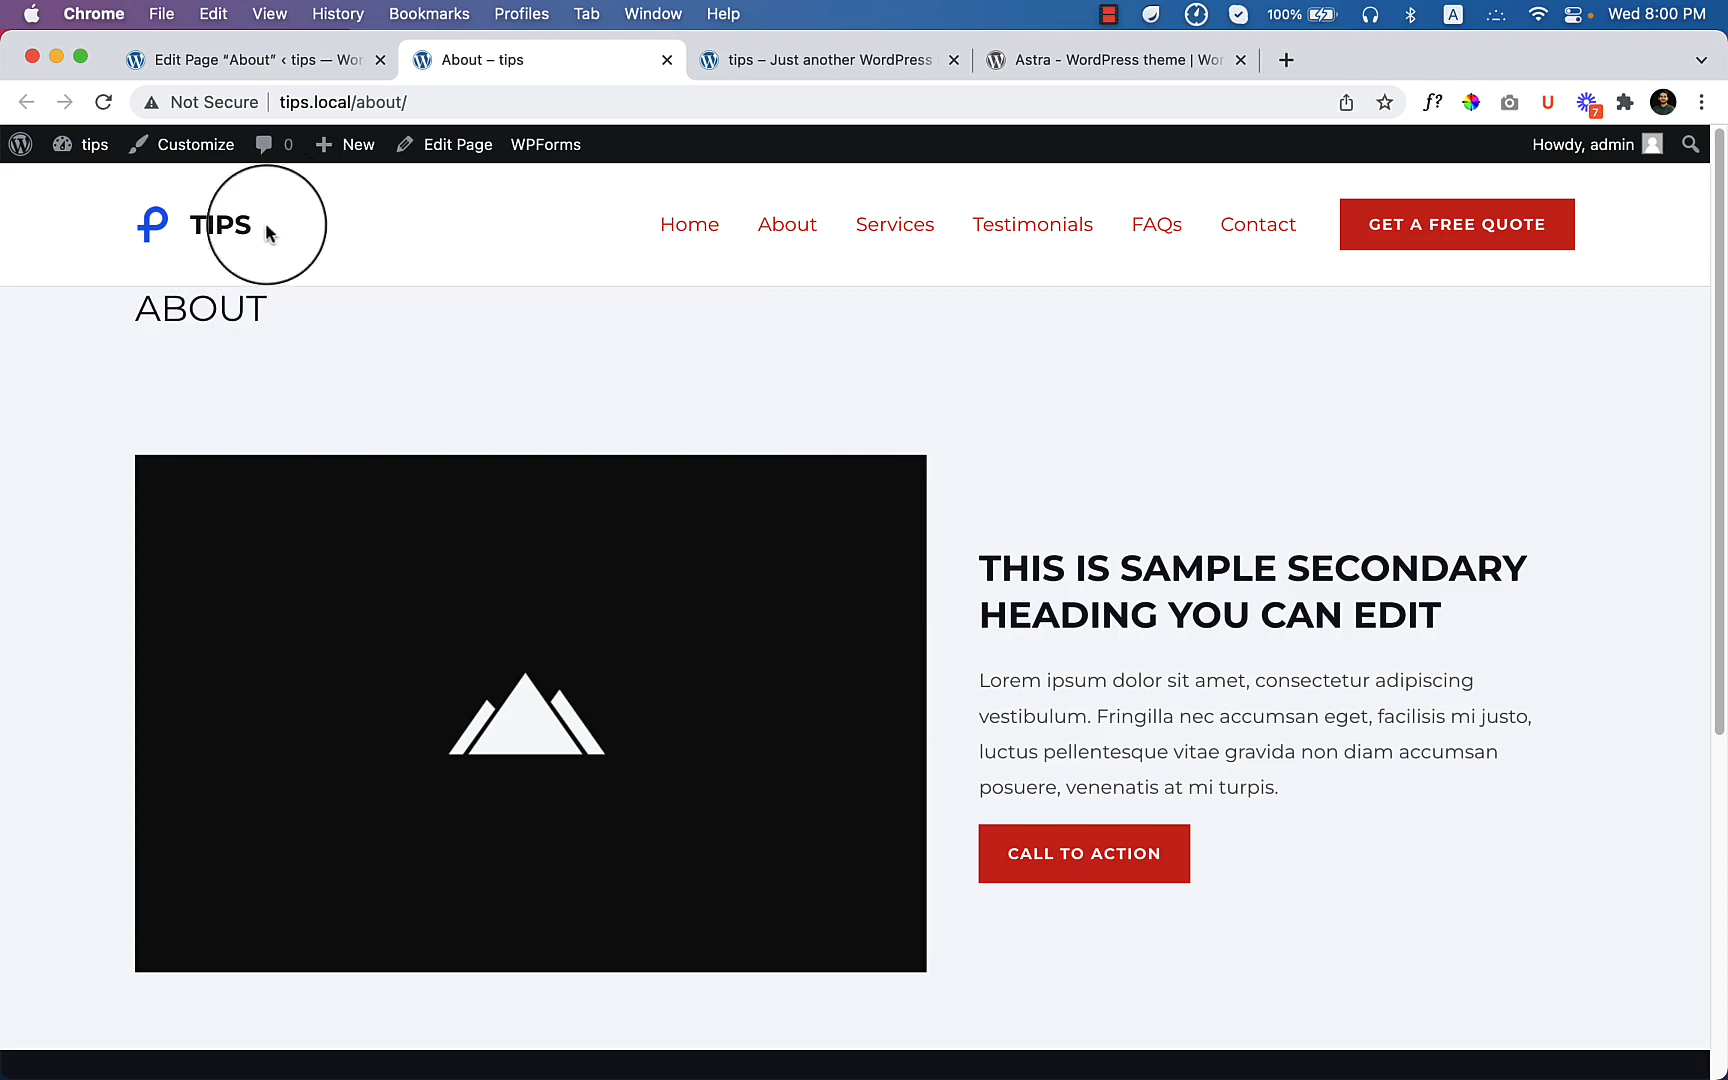 Chrome File Edit View History Bookmarks Profiles Tab Window Help 100% A Wed 8:00 PM
Edit Page “About” ‹ tips — Wor About – tips tips – Just another WordPress Astra - WordPress theme | Wor
Not Secure tips.local/about/ f? U 7
tips Customize 0 New Edit Page WPForms Howdy, admin
TIPS Home About Services Testimonials FAQs Contact GET A FREE QUOTE
ABOUT
THIS IS SAMPLE SECONDARY
HEADING YOU CAN EDIT
Lorem ipsum dolor sit amet, consectetur adipiscing
vestibulum. Fringilla nec accumsan eget, facilisis mi justo,
luctus pellentesque vitae gravida non diam accumsan
posuere, venenatis at mi turpis.
CALL TO ACTION